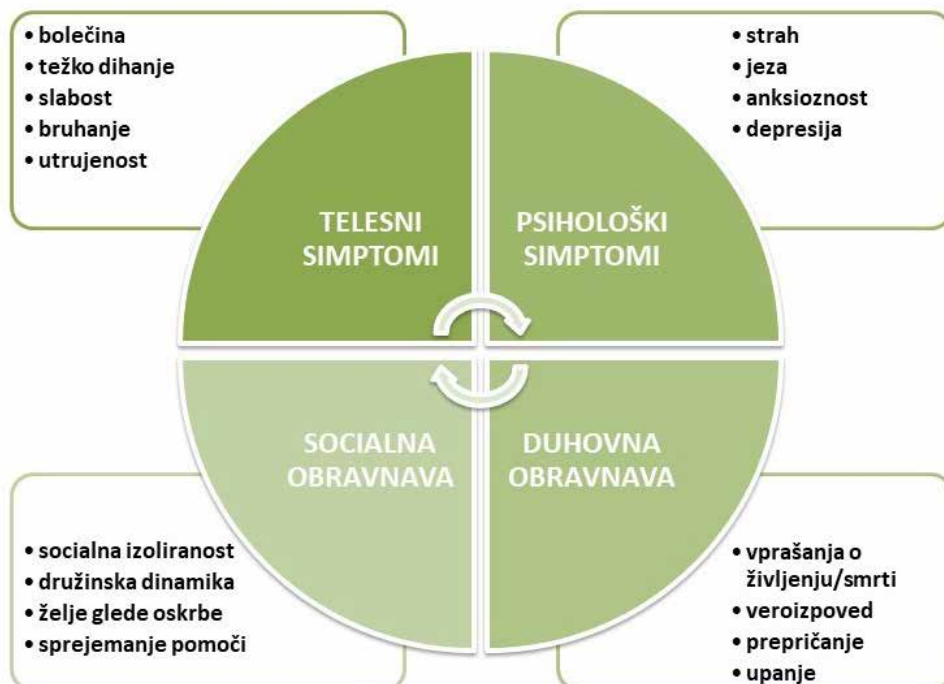 • bolečina
• težko dihanje
• slabost
• bruhanje
• utrujenost
• strah
• jeza
• anksioznost
• depresija
TELESNI
SIMPTOMI
PSIHOLOŠKI
SIMPTOMI
SOCIALNA
OBRAVNAVA
DUHOVNA
OBRAVNAVA
• socialna izoliranost
• družinska dinamika
• želje glede oskrbe
• sprejemanje pomoči
• vprašanja o
življenju/smrti
• veroizpoved
• prepričanje
• upanje